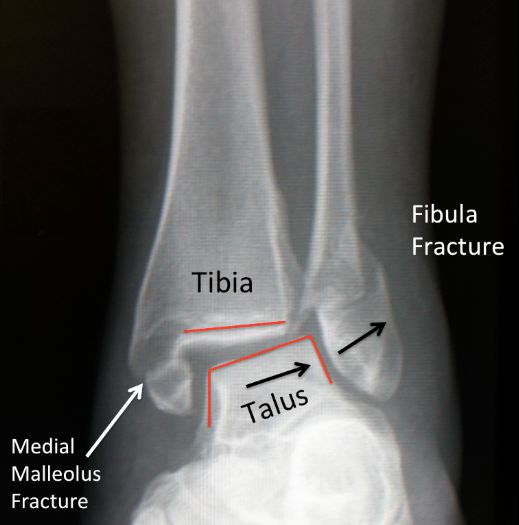 Fibula
Fracture
Tibia
Talus
Medial
Malleolus
Fracture